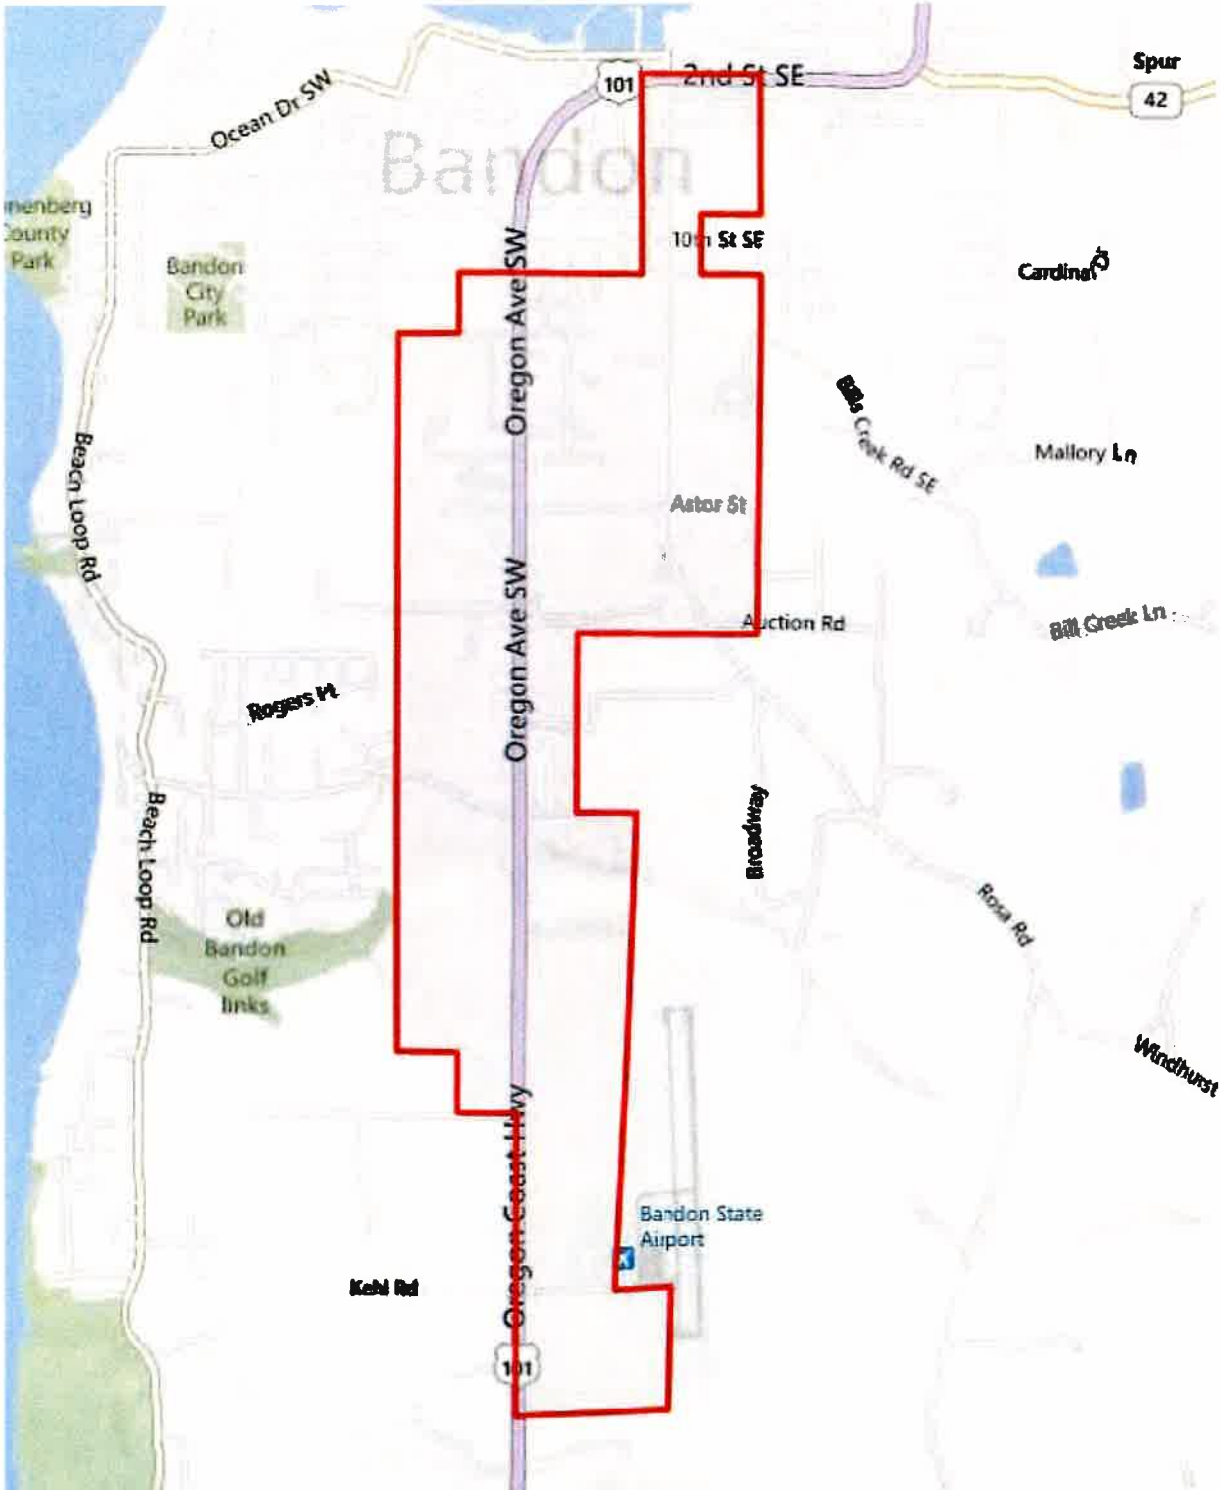 Spur
42
101
2nd St SE
Ocean Dr SW
Bandon
County
Park
10th St SE
Bandon
City
Park
Oregon Ave SW
Cardinal Ct
Bills Creek Rd SE
Mallory Ln
Beach Loop Rd
Astor St
Oregon Ave SW
Auction Rd
Bill Creek Ln
Rogers Pl
Beach Loop Rd
Broadway
Rosa Rd
Old
Bandon
Golf
links
Windhurst
Oregon Coast Hwy
Bandon State
Airport
Kehl Rd
101